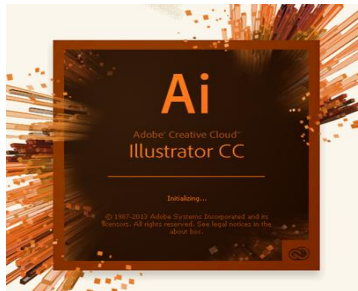 Ai
Adobe® Creative Cloud™
Illustrator CC
Initializing...
© 1987-2013 Adobe Systems Incorporated and its
licensors. All rights reserved. See legal notices in the
about box.